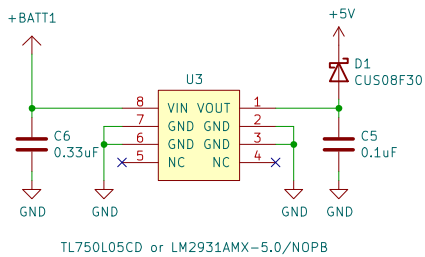 +BATT1
+5V
D1
CUS08F30
U3
8 VIN VOUT 1
7 GND GND 2
6 GND GND 3
5 NC NC 4
C6
0.33uF
C5
0.1uF
GND
GND
GND
GND
TL750L05CD or LM2931AMX-5.0/NOPB